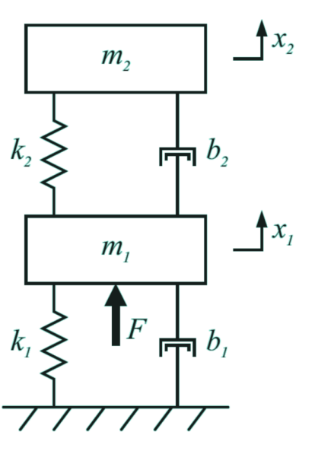 m₂
x₂
k₂
b₂
m₁
x₁
F
k₁
b₁